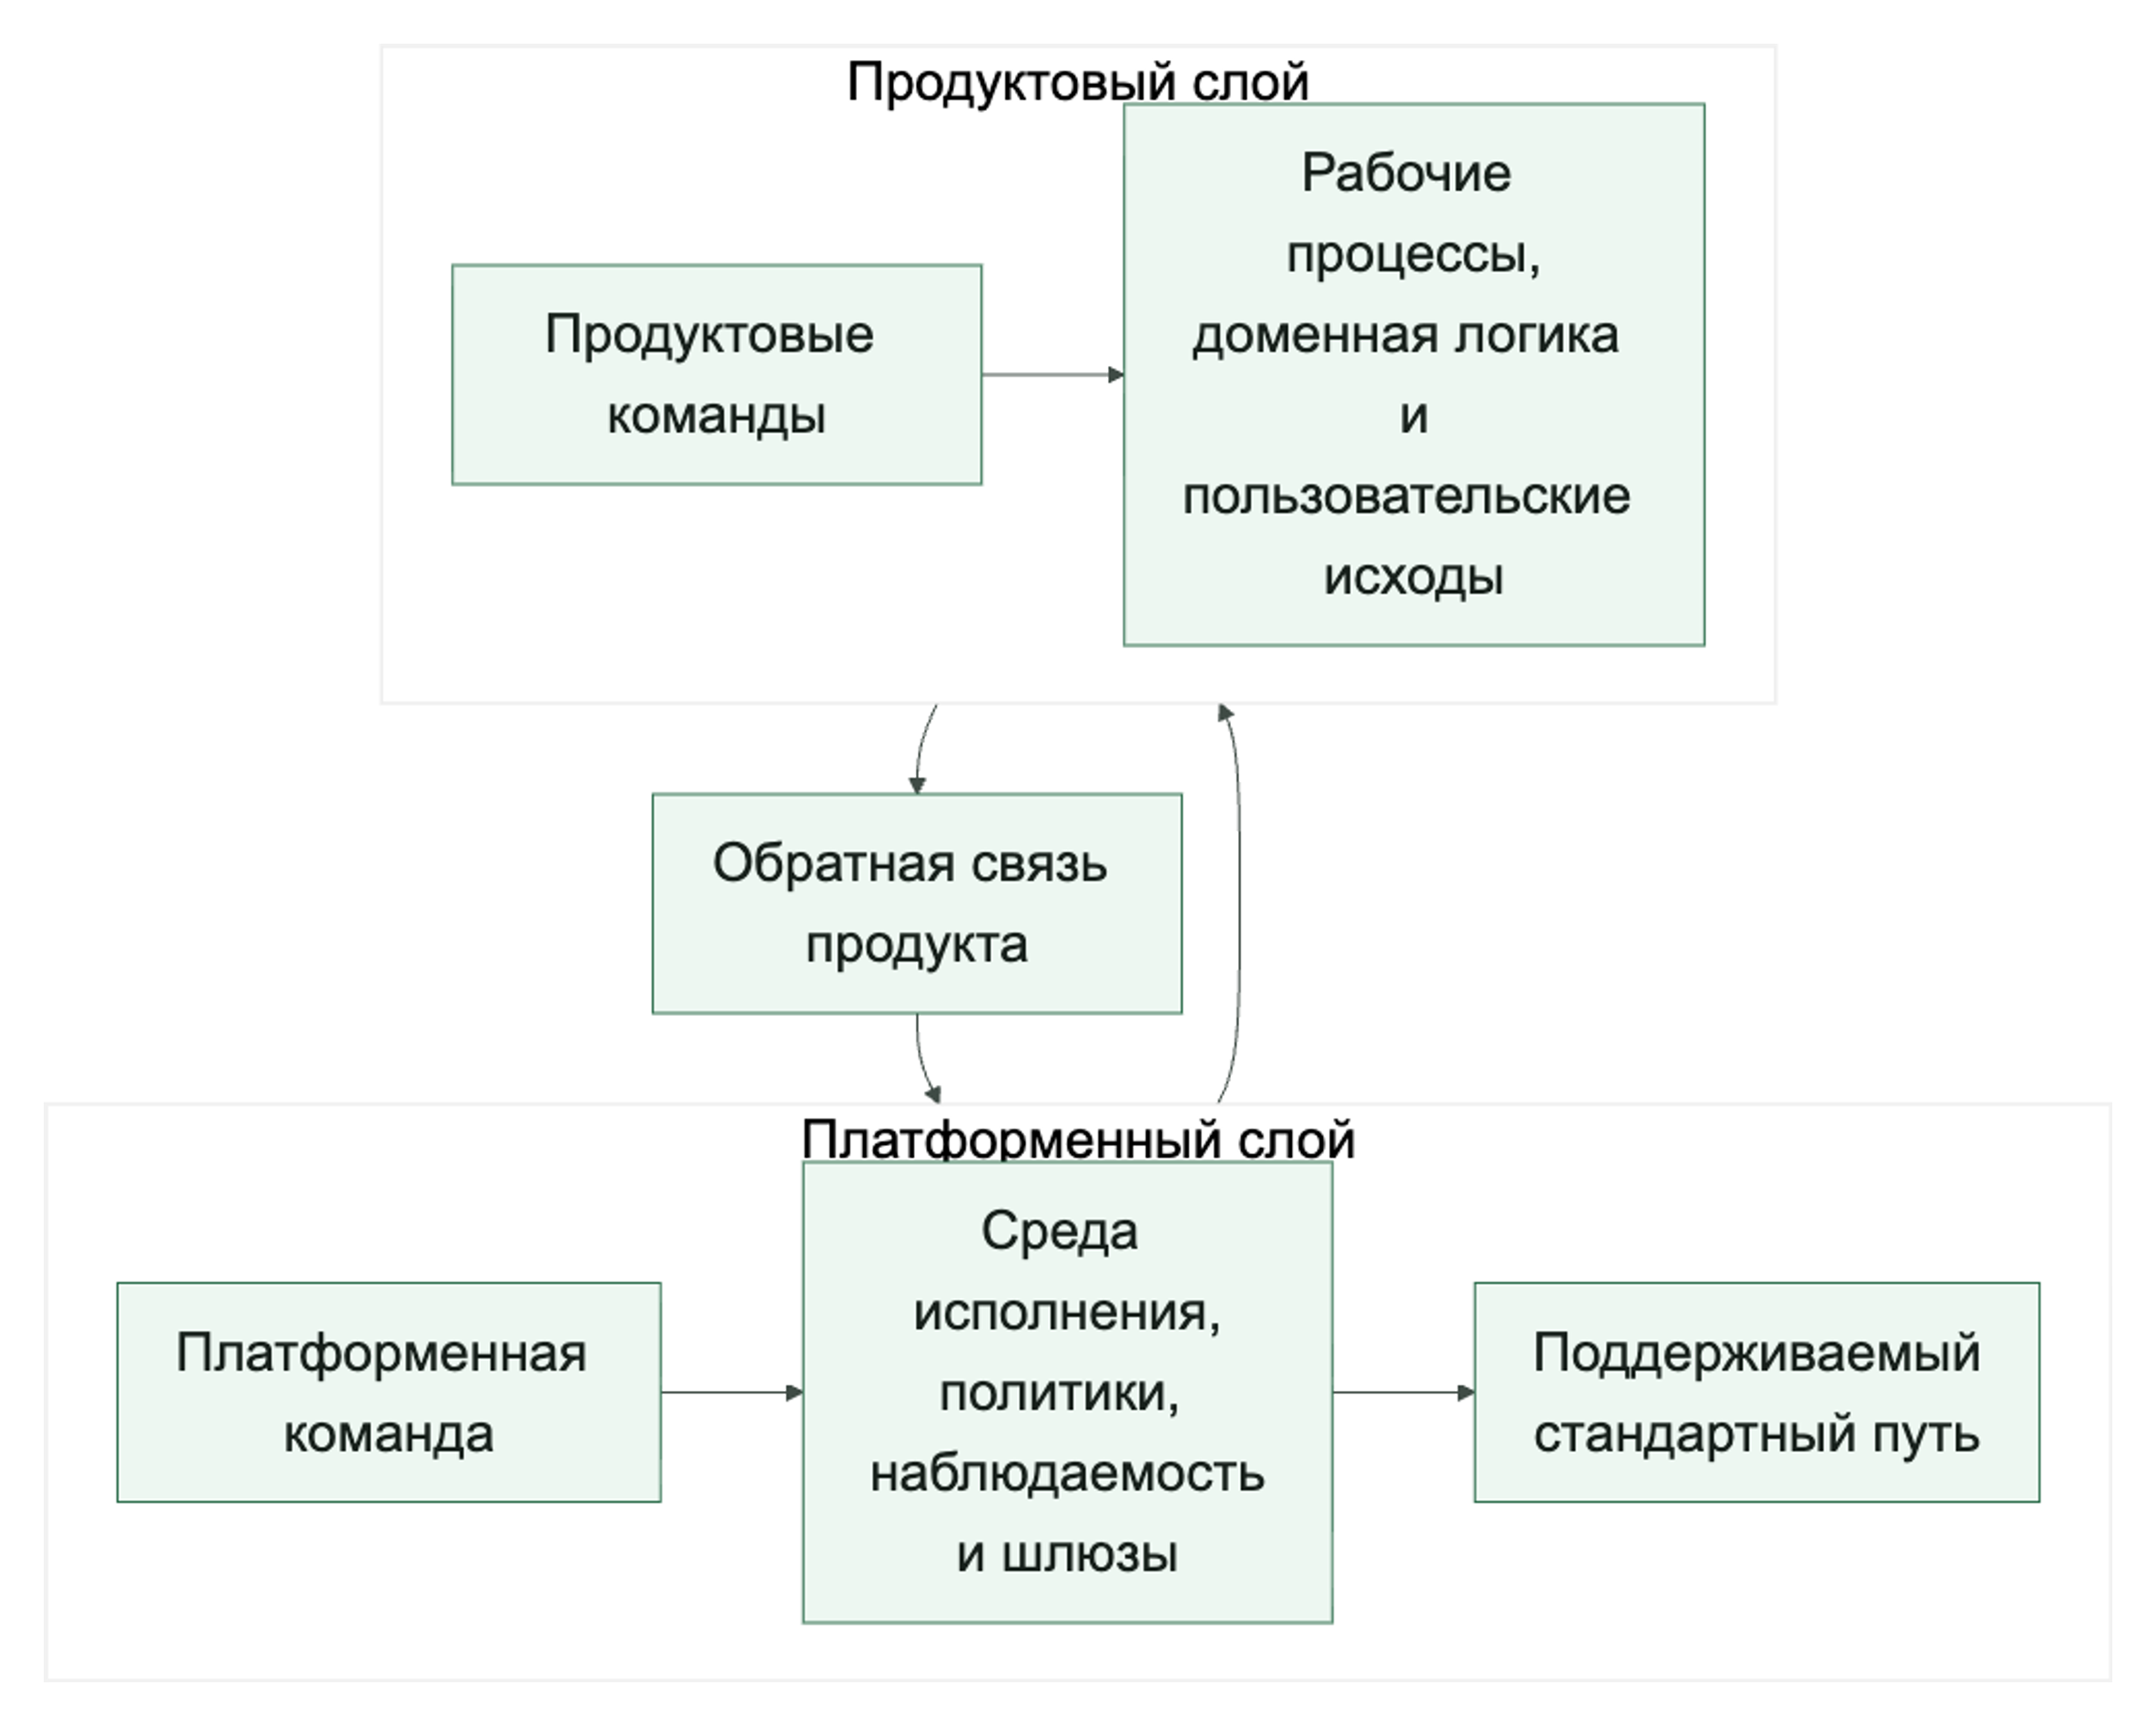 Продуктовый слой
Продуктовые
команды
Рабочие
процессы,
доменная логика
и
пользовательские
исходы
Обратная связь
продукта
Платформенный слой
Платформенная
команда
Среда
исполнения,
политики,
наблюдаемость
и шлюзы
Поддерживаемый
стандартный путь